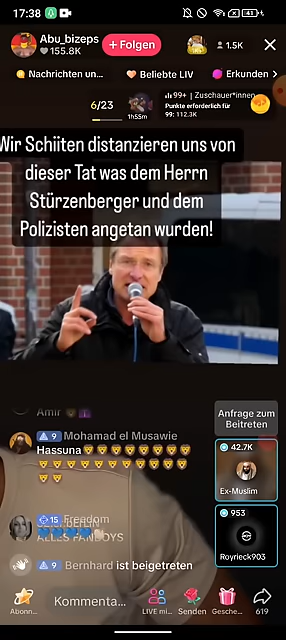 17:38
41
Abu_bizeps
155.8K
+ Folgen
1.5K
Nachrichten un...
Beliebte LIV
Erkunden
6/23
1h55m
99+ | Zuschauer*innen
Punkte erforderlich für
99: 112.3K
Wir Schiiten distanzieren uns von
dieser Tat was dem Herrn
Stürzenberger und dem
Polizisten angetan wurden!
Amir
Anfrage zum
Beitreten
9 Mohamad el Musawie
Hassuna
42.7K
Ex-Muslim
15 Freedom
ALLES FANBOYS
953
Royrieck903
9 Bernhard ist beigetreten
Abonn...
Kommenta...
LIVE mi...
Senden
Gesche...
619